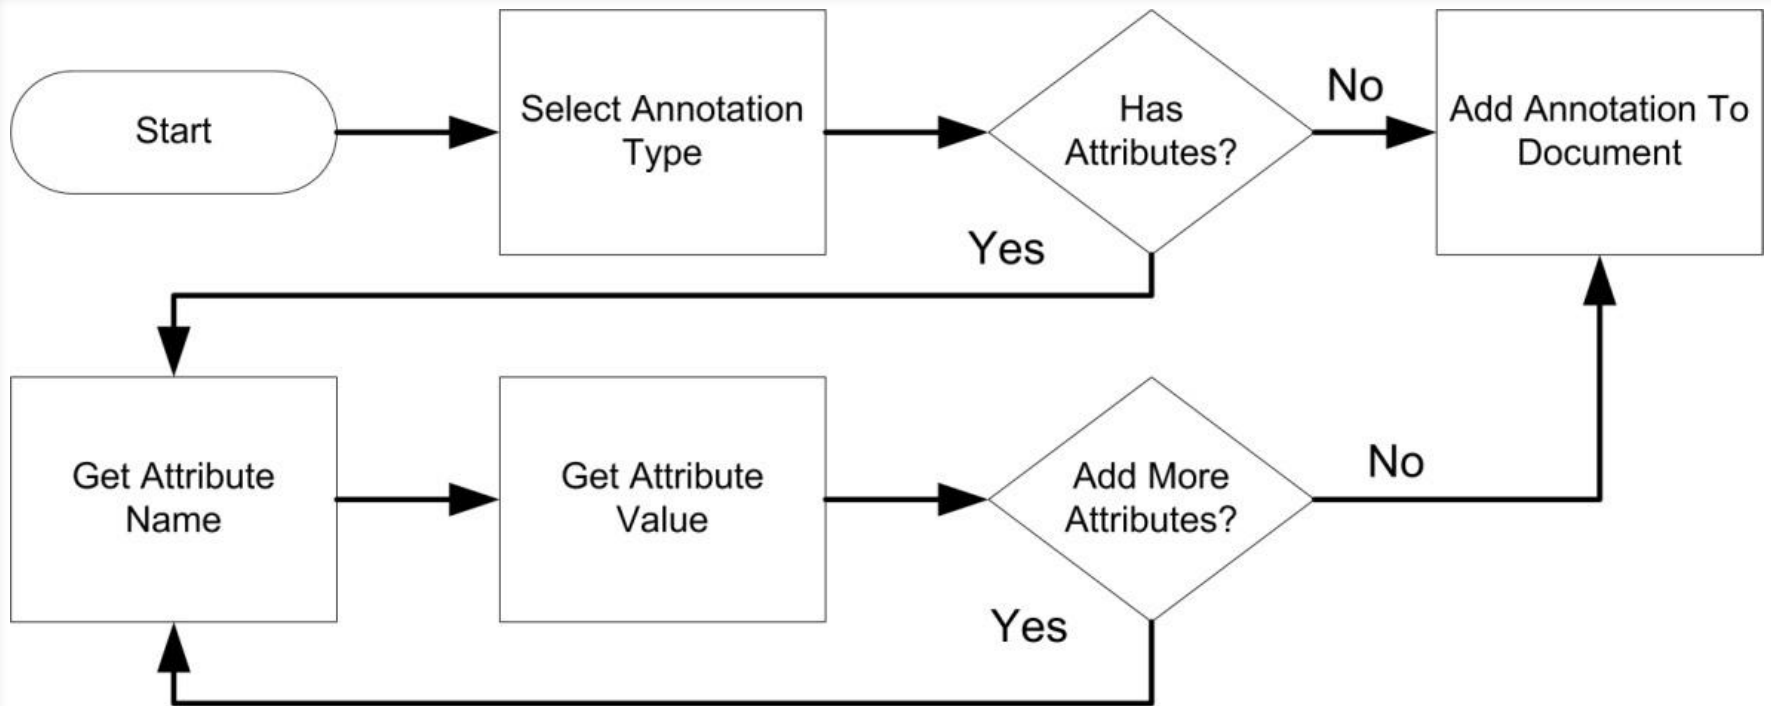 Start
Select Annotation
Type
Has
Attributes?
No
Add Annotation To
Document
Yes
Get Attribute
Name
Get Attribute
Value
Add More
Attributes?
No
Yes